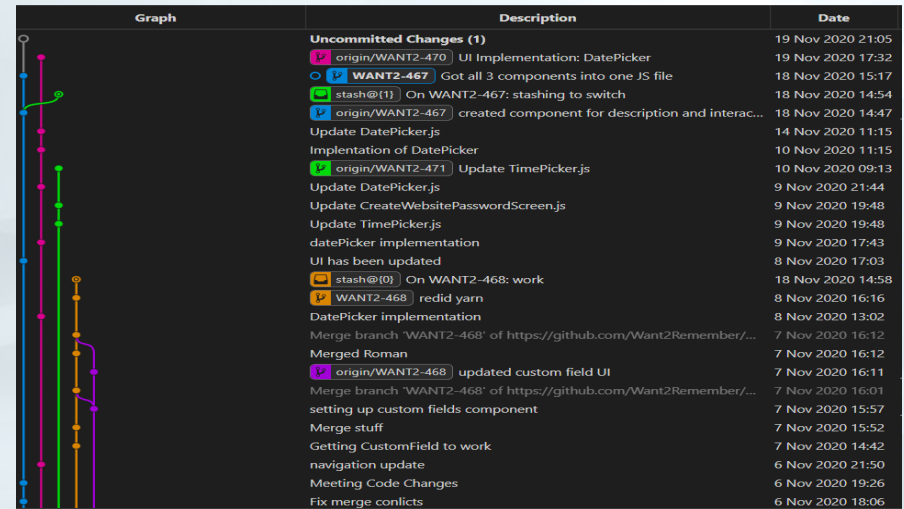 Graph Description Date
Uncommitted Changes (1) 19 Nov 2020 21:05
origin/WANT2-470 UI Implementation: DatePicker 19 Nov 2020 17:32
WANT2-467 Got all 3 components into one JS file 18 Nov 2020 15:17
stash@{1} On WANT2-467: stashing to switch 18 Nov 2020 14:54
origin/WANT2-467 created component for description and interac... 18 Nov 2020 14:47
Update DatePicker.js 14 Nov 2020 11:15
Implentation of DatePicker 10 Nov 2020 11:15
origin/WANT2-471 Update TimePicker.js 10 Nov 2020 09:13
Update DatePicker.js 9 Nov 2020 21:44
Update CreateWebsitePasswordScreen.js 9 Nov 2020 19:48
Update TimePicker.js 9 Nov 2020 19:48
datePicker implementation 9 Nov 2020 17:43
UI has been updated 8 Nov 2020 17:03
stash@{0} On WANT2-468: work 18 Nov 2020 14:58
WANT2-468 redid yarn 8 Nov 2020 16:16
DatePicker implementation 8 Nov 2020 13:02
Merge branch 'WANT2-468' of https://github.com/Want2Remember/... 7 Nov 2020 16:12
Merged Roman 7 Nov 2020 16:12
origin/WANT2-468 updated custom field UI 7 Nov 2020 16:11
Merge branch 'WANT2-468' of https://github.com/Want2Remember/... 7 Nov 2020 16:01
setting up custom fields component 7 Nov 2020 15:57
Merge stuff 7 Nov 2020 15:52
Getting CustomField to work 7 Nov 2020 14:42
navigation update 6 Nov 2020 21:50
Meeting Code Changes 6 Nov 2020 19:26
Fix merge conlicts 6 Nov 2020 18:06